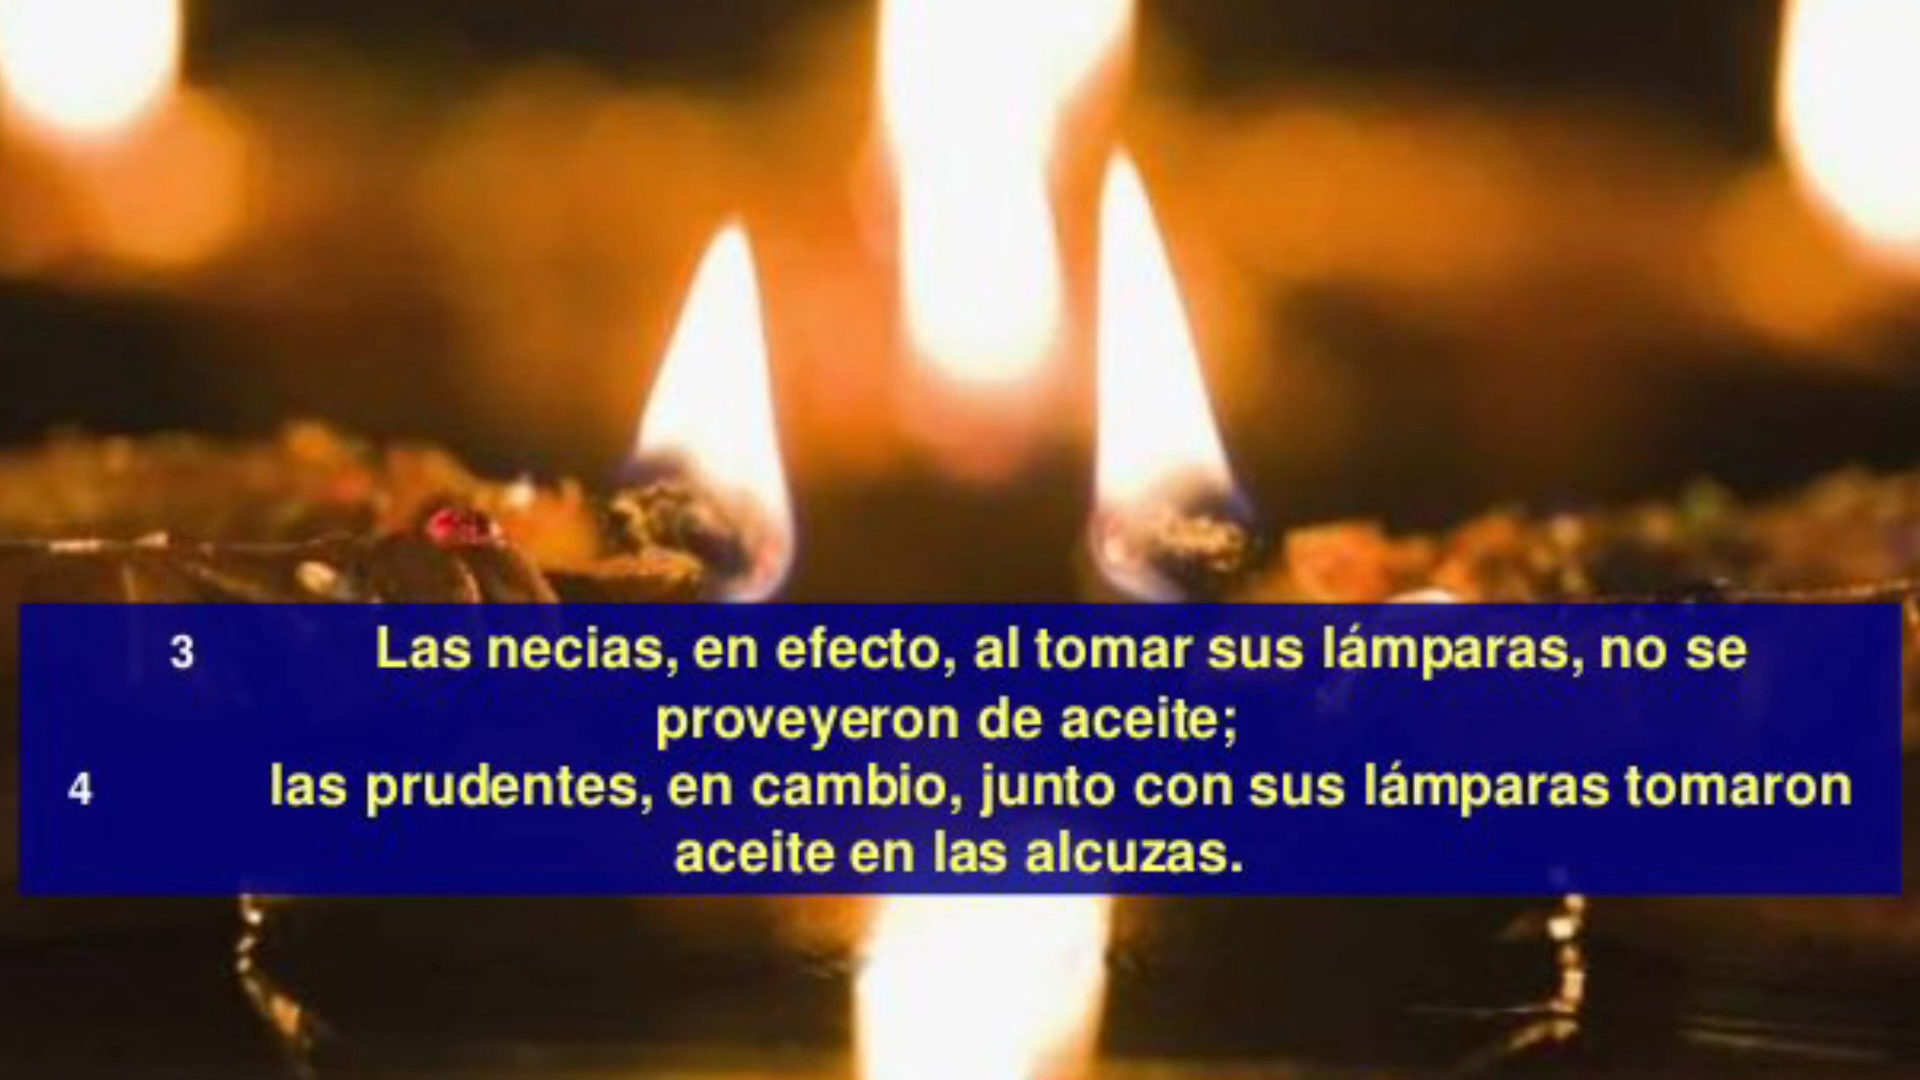 3 Las necias, en efecto, al tomar sus lámparas, no se
proveyeron de aceite;
4 las prudentes, en cambio, junto con sus lámparas tomaron
aceite en las alcuzas.